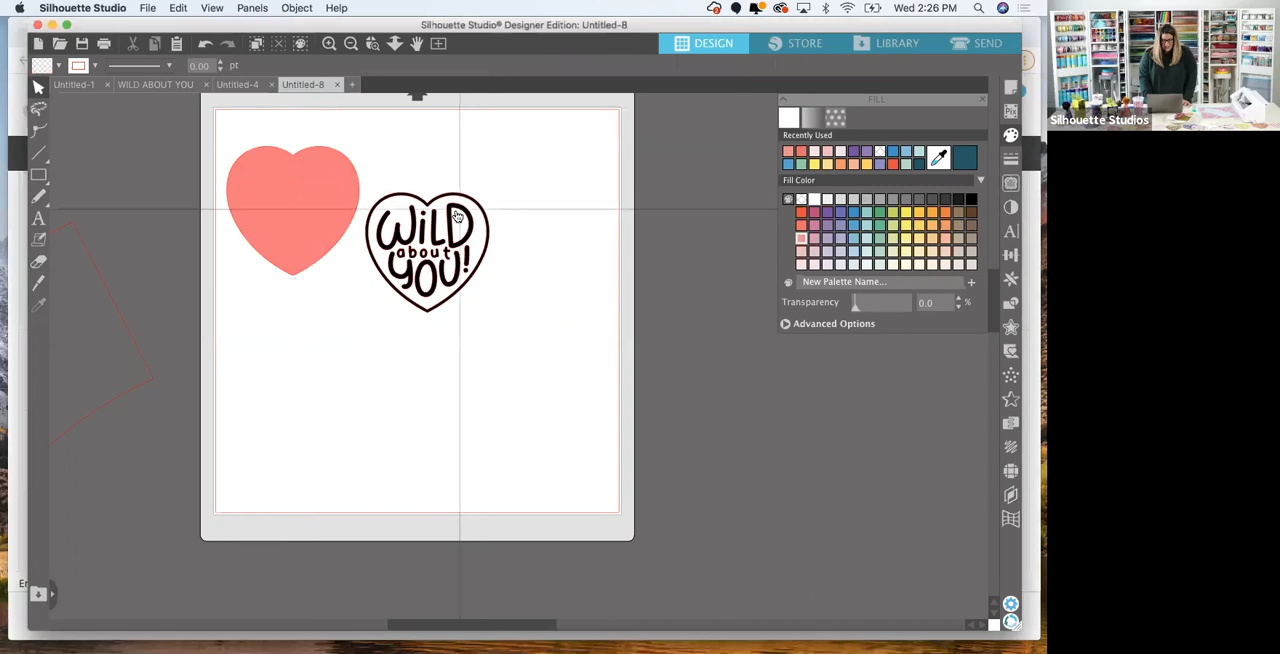 Silhouette Studio File Edit View Panels Object Help
Wed 2:26 PM
Silhouette Studio® Designer Edition: Untitled-8
DESIGN STORE LIBRARY SEND
0.00 pt
Untitled-1 WILD ABOUT YOU Untitled-4 Untitled-8
FILL
Recently Used
Fill Color
New Palette Name...
Transparency 0.0 %
Advanced Options
WiLD
about
YOU!
Silhouette Studios